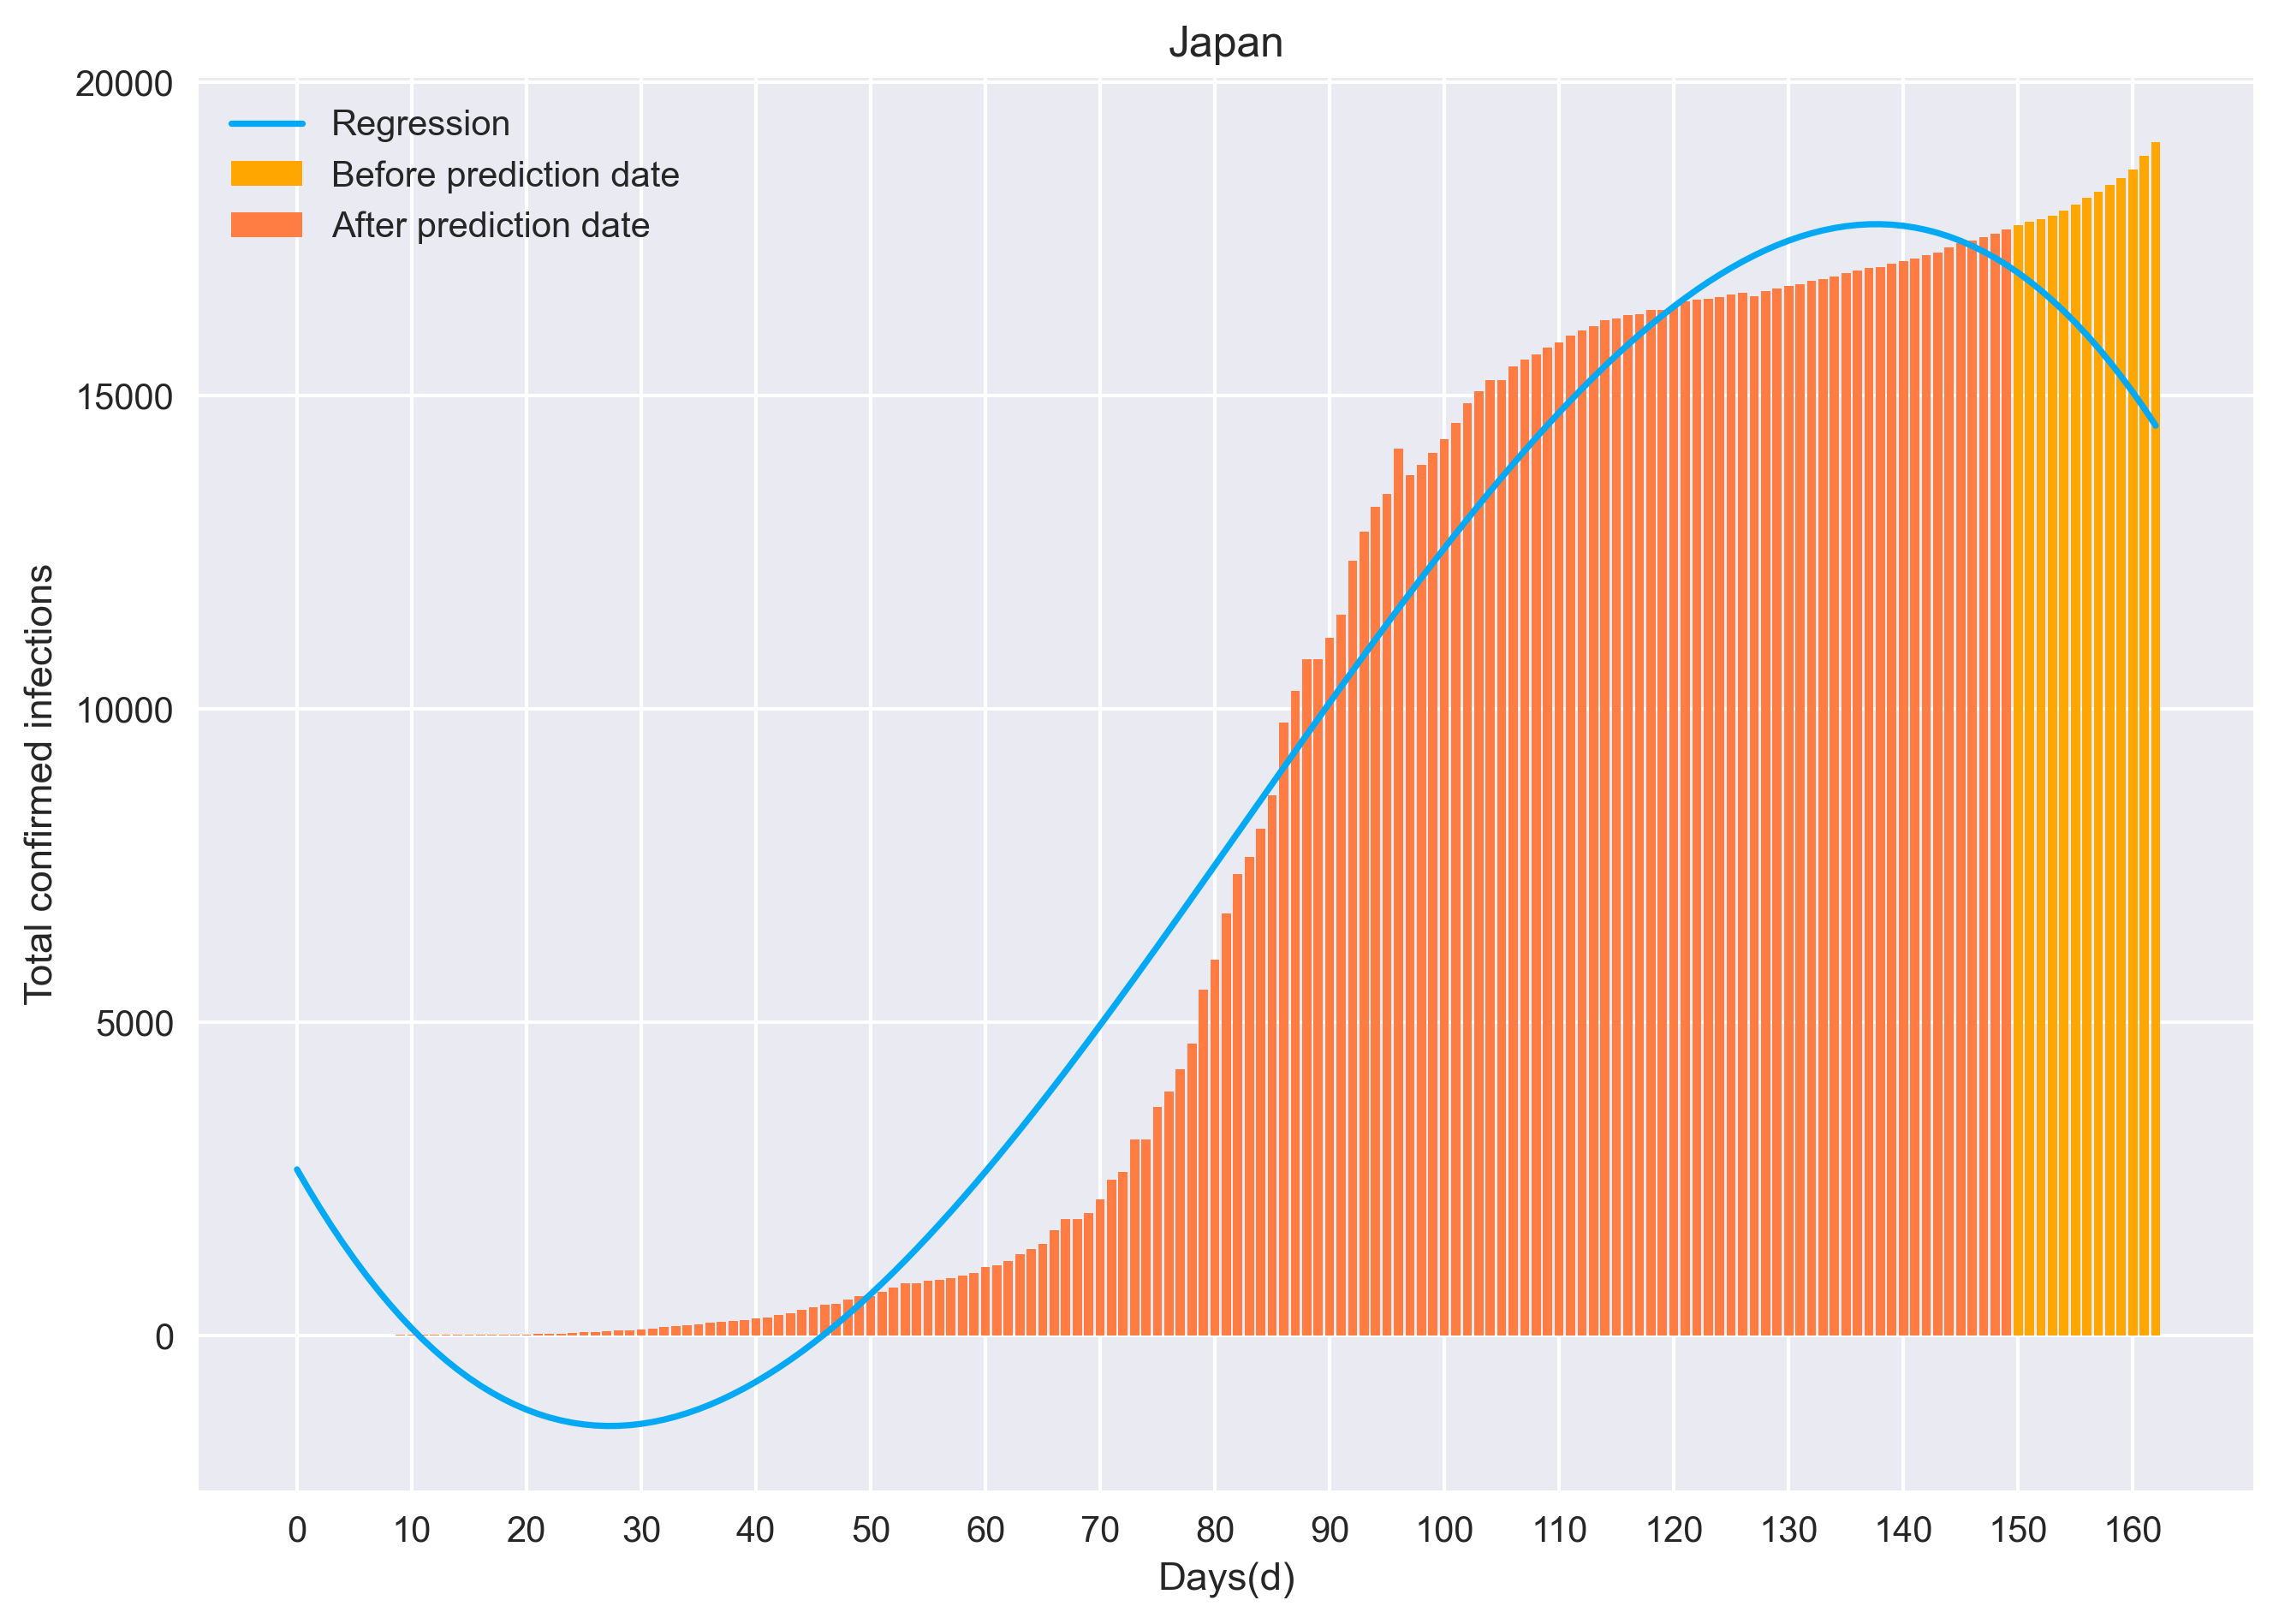 Japan
20000
15000
10000
5000
0
Regression
Before prediction date
After prediction date
Total confirmed infections
0 10 20 30 40 50 60 70 80 90 100 110 120 130 140 150 160
Days(d)